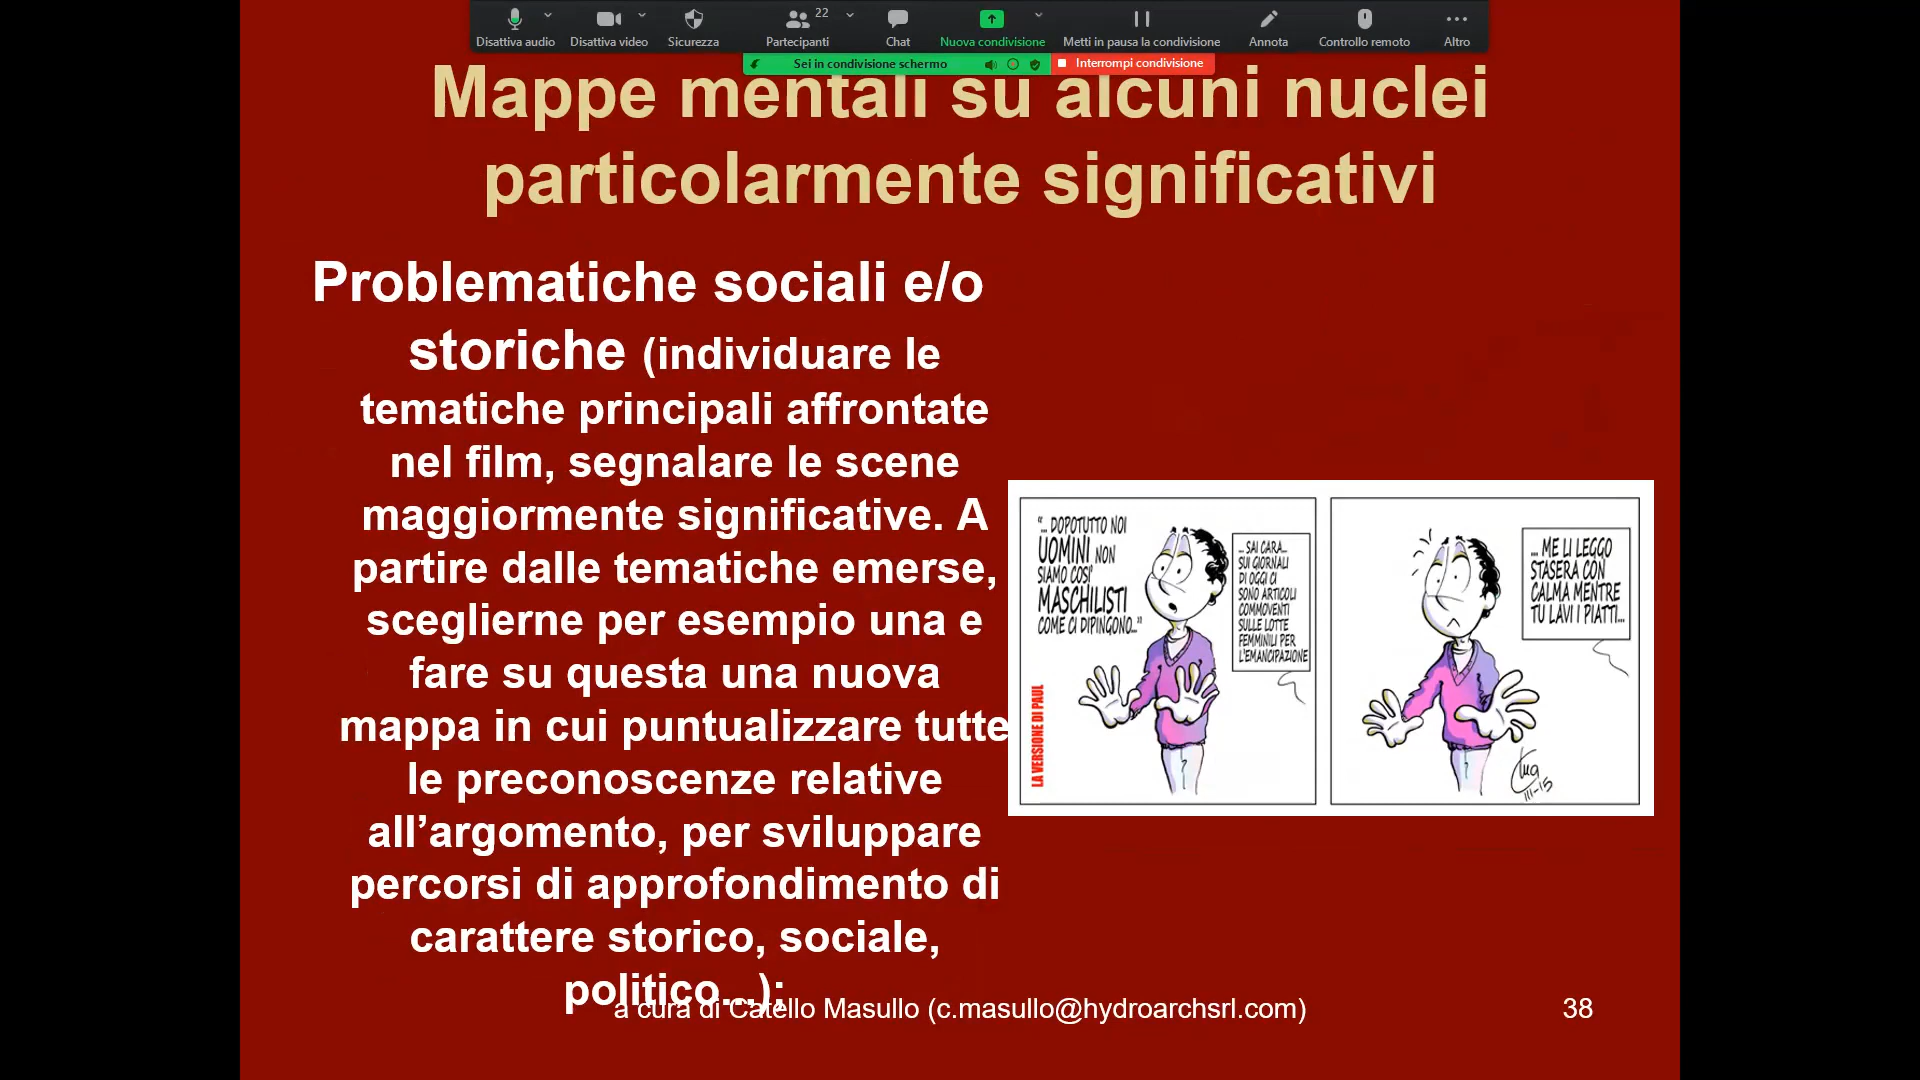 Disattiva audio
Disattiva video
Sicurezza
22
Partecipanti
Chat
Nuova condivisione
Metti in pausa la condivisione
Annota
Controllo remoto
Altro
Sei in condivisione schermo
Interrompi condivisione
Mappe mentali su alcuni nuclei
particolarmente significativi
Problematiche sociali e/o
storiche (individuare le
tematiche principali affrontate
nel film, segnalare le scene
maggiormente significative. A
partire dalle tematiche emerse,
sceglierne per esempio una e
fare su questa una nuova
mappa in cui puntualizzare tutte
le preconoscenze relative
all’argomento, per sviluppare
percorsi di approfondimento di
carattere storico, sociale,
politico...);
“... DOPOTUTTO NOI
UOMINI NON
SIAMO COSI'
MASCHILISTI
COME CI DIPINGONO...”
... SAI CARA...
SUI GIORNALI
DI OGGI CI
SONO ARTICOLI
COMMOVENTI
SULLE LOTTE
FEMMINILI PER
L'EMANCIPAZIONE
LA VERSIONE DI PAUL
... ME LI LEGGO
STASERA CON
CALMA MENTRE
TU LAVI I PIATTI...
III-15
a cura di Catello Masullo (c.masullo@hydroarchsrl.com)
38